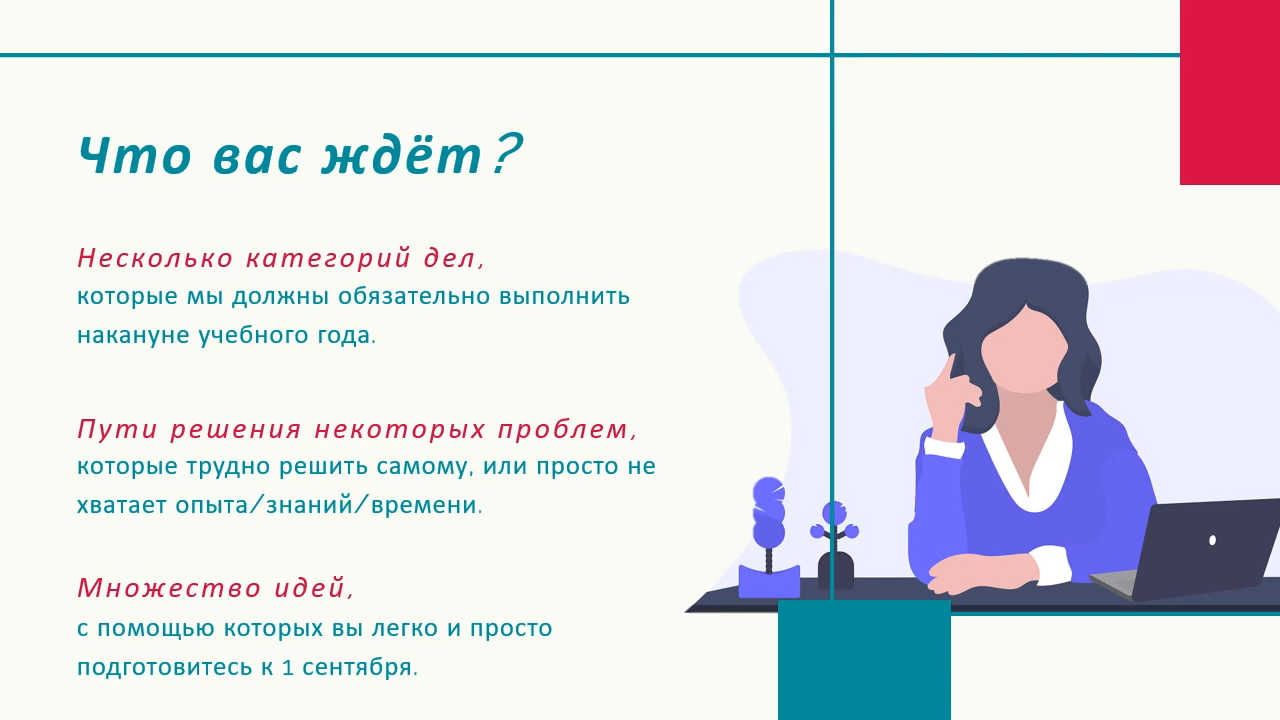 Что вас ждёт?
Несколько категорий дел,
которые мы должны обязательно выполнить
накануне учебного года.
Пути решения некоторых проблем,
которые трудно решить самому, или просто не
хватает опыта/знаний/времени.
Множество идей,
с помощью которых вы легко и просто
подготовитесь к 1 сентября.